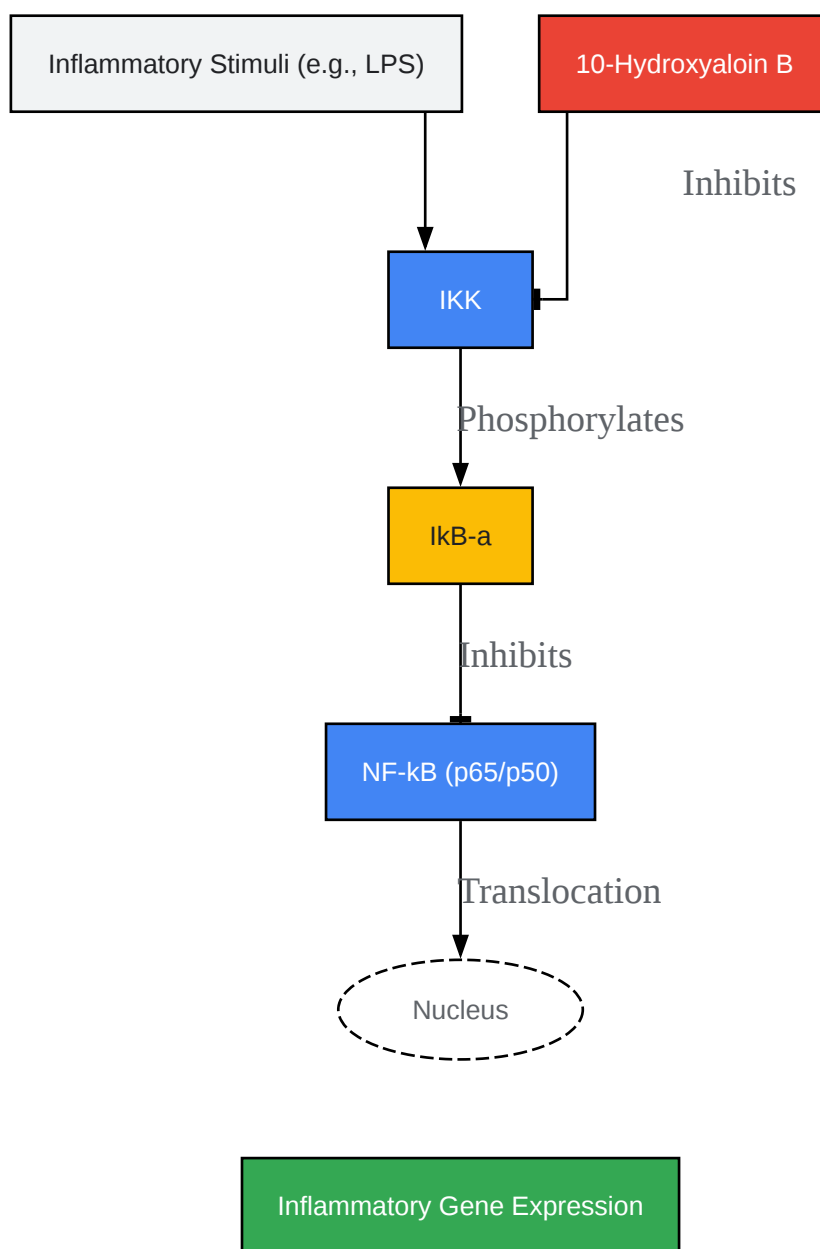 Inflammatory Stimuli (e.g., LPS)
10-Hydroxyaloin B
Inhibits
IKK
Phosphorylates
IkB-a
Inhibits
NF-kB (p65/p50)
Translocation
Nucleus
Inflammatory Gene Expression